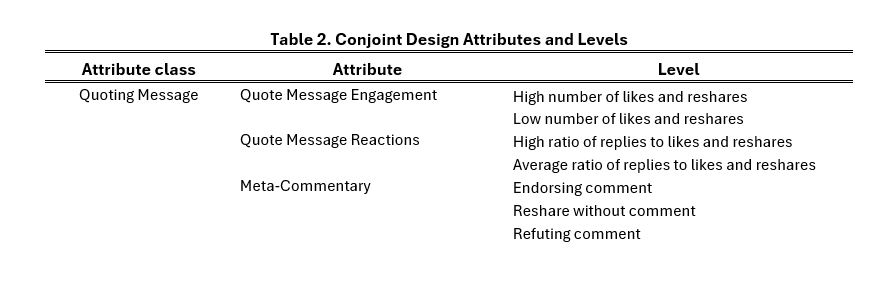 Table 2. Conjoint Design Attributes and Levels
Attribute class Attribute Level
Quoting Message Quote Message Engagement High number of likes and reshares
Low number of likes and reshares
Quote Message Reactions High ratio of replies to likes and reshares
Average ratio of replies to likes and reshares
Meta-Commentary Endorsing comment
Reshare without comment
Refuting comment